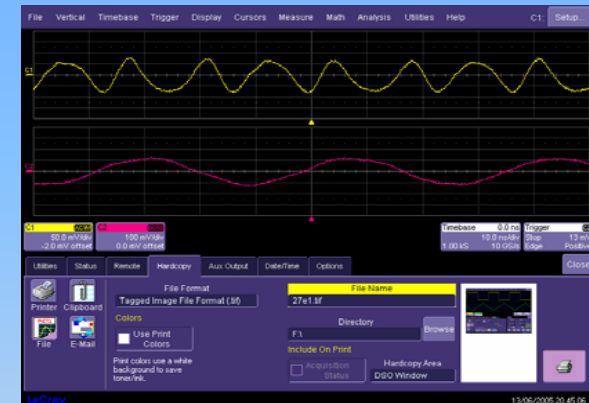 File Vertical Timebase Trigger Display Cursors Measure Math Analysis Utilities Help C1: Setup...
C1
C2
C1
50.0 mV/div
-2.0 mV offset
C2
100 mV/div
0.0 mV offset
Timebase 0.0 ns
10.0 ns/div
1.00 kS 10 GS/s
Trigger
Stop 13 mV
Edge Positive
Utilities Status Remote Hardcopy Aux Output Date/Time Options Close
Printer Clipboard
File E-Mail
File Format
Tagged Image File Format (.tif)
Colors
Use Print
Colors
Print colors use a white
background to save
toner/ink.
File Name
27e1.tif
Directory
F:\
Browse
Include On Print
Acquisition
Status
Hardcopy Area
DSO Window
LeCroy
13/06/2005 20:45:06